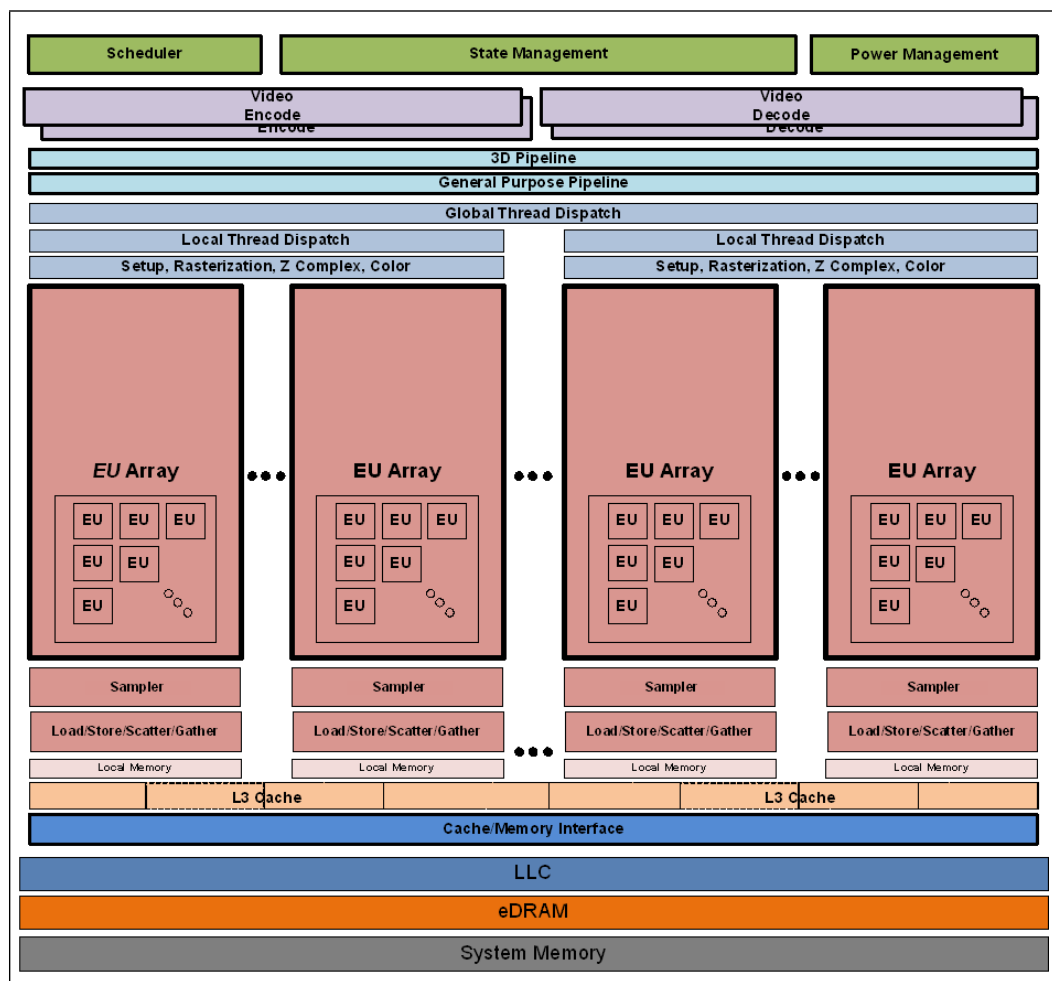 Scheduler
State Management
Power Management
Video
Encode
Encode
Video
Decode
Decode
3D Pipeline
General Purpose Pipeline
Global Thread Dispatch
Local Thread Dispatch
Local Thread Dispatch
Setup, Rasterization, Z Complex, Color
Setup, Rasterization, Z Complex, Color
EU Array
EU Array
EU Array
EU Array
EU EU EU
EU EU EU
EU EU EU
EU EU EU
EU EU
EU EU
EU EU
EU EU
EU
EU
EU
EU
Sampler
Sampler
Sampler
Sampler
Load/Store/Scatter/Gather
Load/Store/Scatter/Gather
Load/Store/Scatter/Gather
Load/Store/Scatter/Gather
Local Memory
Local Memory
Local Memory
Local Memory
L3 Cache
L3 Cache
Cache/Memory Interface
LLC
eDRAM
System Memory